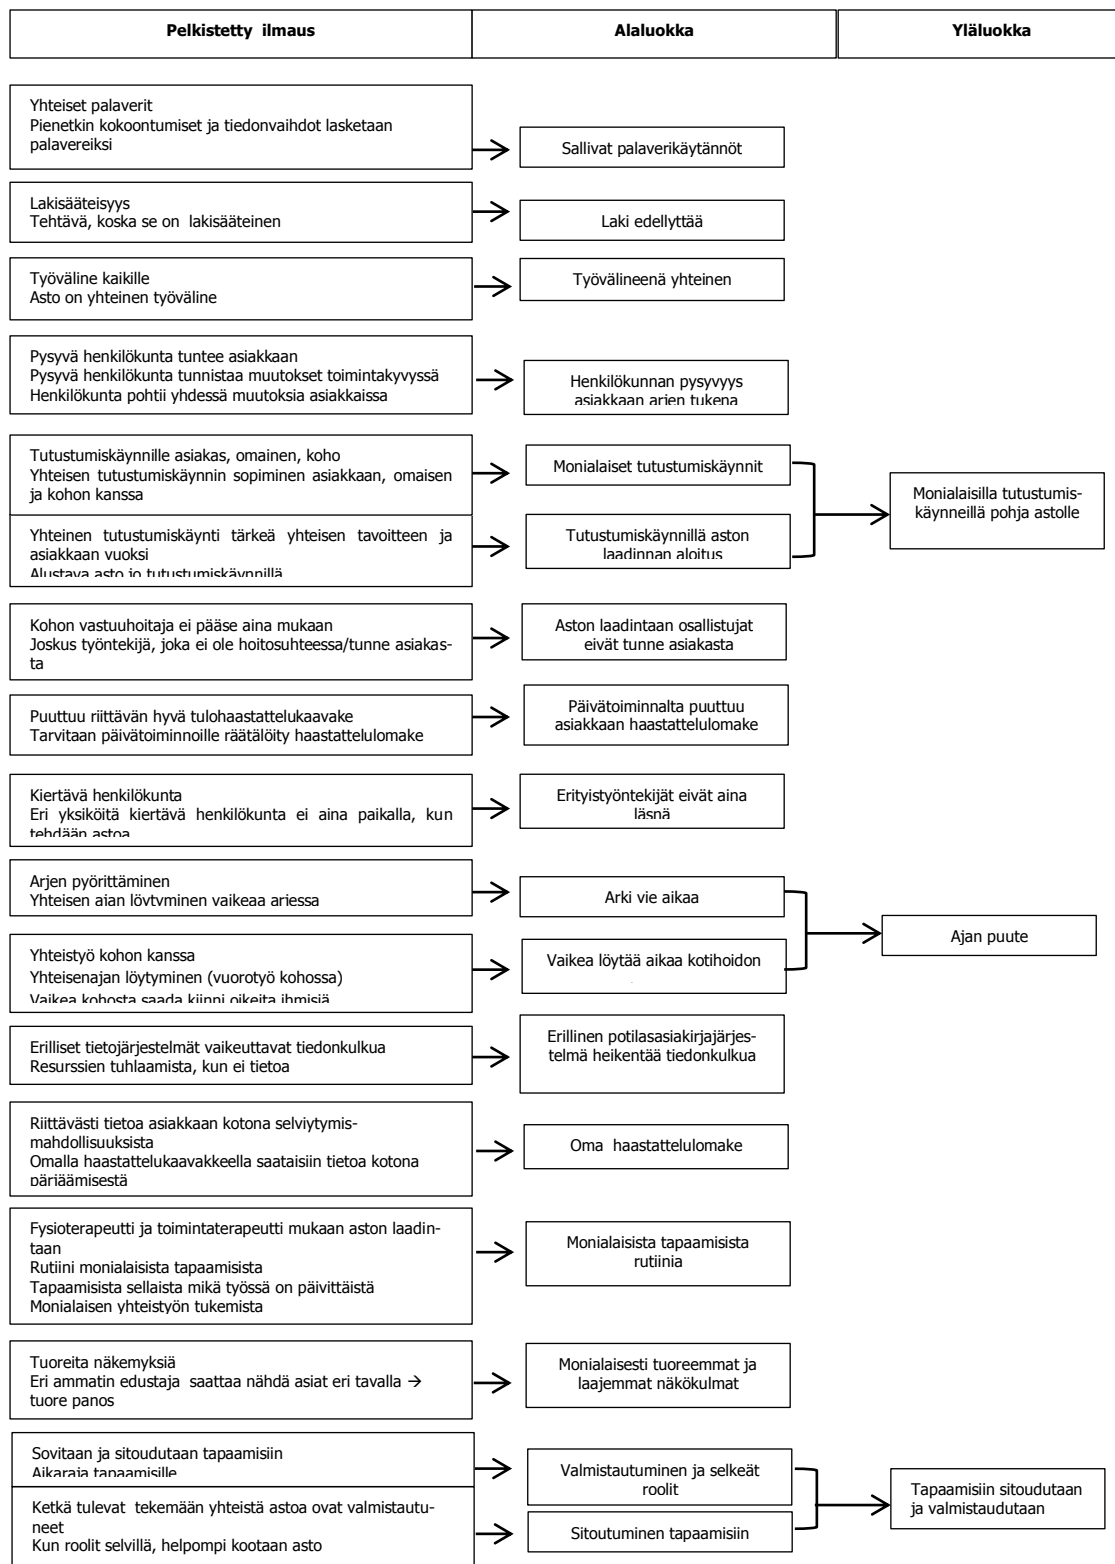 Pelkistetty ilmaus
Alaluokka
Yläluokka
Yhteiset palaverit
Pienetkin kokoontumiset ja tiedonvaihdot lasketaan
palavereiksi
Sallivat palaverikäytännöt
Lakisääteisyys
Tehtävä, koska se on lakisääteinen
Laki edellyttää
Työväline kaikille
Asto on yhteinen työväline
Työvälineenä yhteinen
Pysyvä henkilökunta tuntee asiakkaan
Pysyvä henkilökunta tunnistaa muutokset toimintakyvyssä
Henkilökunta pohtii yhdessä muutoksia asiakkaissa
Henkilökunnan pysyvyys
asiakkaan arjen tukena
Tutustumiskäynnille asiakas, omainen, koho
Yhteisen tutustumiskäynnin sopiminen asiakkaan, omaisen
ja kohon kanssa
Monialaiset tutustumiskäynnit
Monialaisilla tutustumis-
käynneillä pohja astolle
Yhteinen tutustumiskäynti tärkeä yhteisen tavoitteen ja
asiakkaan vuoksi
Alustava asto jo tutustumiskäynnillä
Tutustumiskäynnillä aston
laadinnan aloitus
Kohon vastuuhoitaja ei pääse aina mukaan
Joskus työntekijä, joka ei ole hoitosuhteessa/tunne asiakas-
ta
Aston laadintaan osallistujat
eivät tunne asiakasta
Puuttuu riittävän hyvä tulohaastattelukaavake
Tarvitaan päivätoiminnoille räätälöity haastattelulomake
Päivätoiminnalta puuttuu
asiakkaan haastattelulomake
Kiertävä henkilökunta
Eri yksiköitä kiertävä henkilökunta ei aina paikalla, kun
tehdään astoa
Erityistyöntekijät eivät aina
läsnä
Arjen pyörittäminen
Yhteisen ajan löytyminen vaikeaa arjessa
Arki vie aikaa
Ajan puute
Yhteistyö kohon kanssa
Yhteisenajan löytyminen (vuorotyö kohossa)
Vaikea kohosta saada kiinni oikeita ihmisiä
Vaikea löytää aikaa kotihoidon
Erilliset tietojärjestelmät vaikeuttavat tiedonkulkua
Resurssien tuhlaamista, kun ei tietoa
Erillinen potilasasiakirjajärjes-
telmä heikentää tiedonkulkua
Riittävästi tietoa asiakkaan kotona selviytymis-
mahdollisuuksista
Omalla haastattelukaavakkeella saataisiin tietoa kotona
pärjäämisestä
Oma haastattelulomake
Fysioterapeutti ja toimintaterapeutti mukaan aston laadin-
taan
Rutiini monialaisista tapaamisista
Tapaamisista sellaista mikä työssä on päivittäistä
Monialaisen yhteistyön tukemista
Monialaisista tapaamisista
rutiinia
Tuoreita näkemyksiä
Eri ammatin edustaja saattaa nähdä asiat eri tavalla →
tuore panos
Monialaisesti tuoreemmat ja
laajemmat näkökulmat
Sovitaan ja sitoudutaan tapaamisiin
Aikaraja tapaamisille
Valmistautuminen ja selkeät
roolit
Tapaamisiin sitoudutaan
ja valmistaudutaan
Ketkä tulevat tekemään yhteistä astoa ovat valmistautu-
neet
Kun roolit selvillä, helpompi kootaan asto
Sitoutuminen tapaamisiin